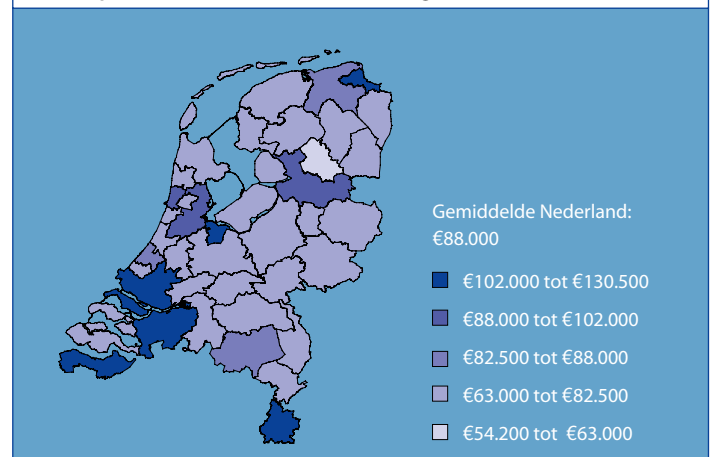 Gemiddelde Nederland:
€88.000
€102.000 tot €130.500
€88.000 tot €102.000
€82.500 tot €88.000
€63.000 tot €82.500
€54.200 tot €63.000